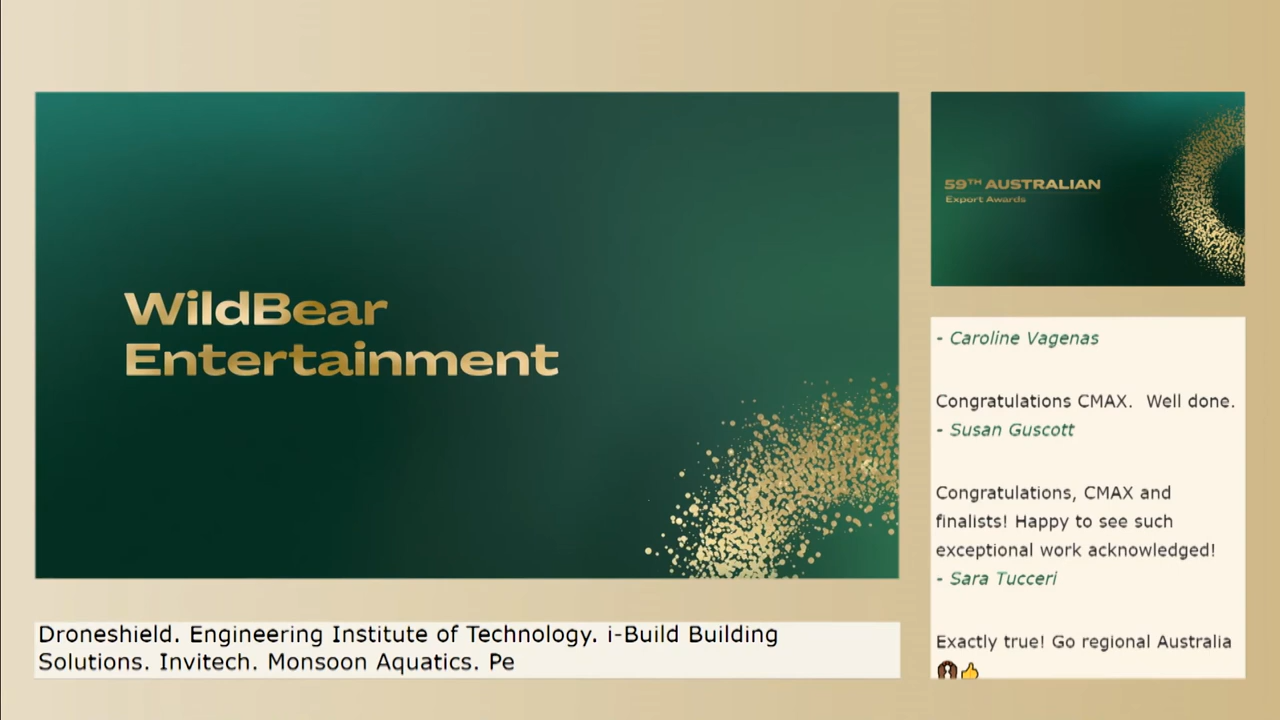 WildBear
Entertainment
59TH AUSTRALIAN
Export Awards
- Caroline Vagenas
Congratulations CMAX.  Well done.
- Susan Guscott
Congratulations, CMAX and
finalists! Happy to see such
exceptional work acknowledged!
- Sara Tucceri
Exactly true! Go regional Australia
Droneshield. Engineering Institute of Technology. i-Build Building
Solutions. Invitech. Monsoon Aquatics. Pe